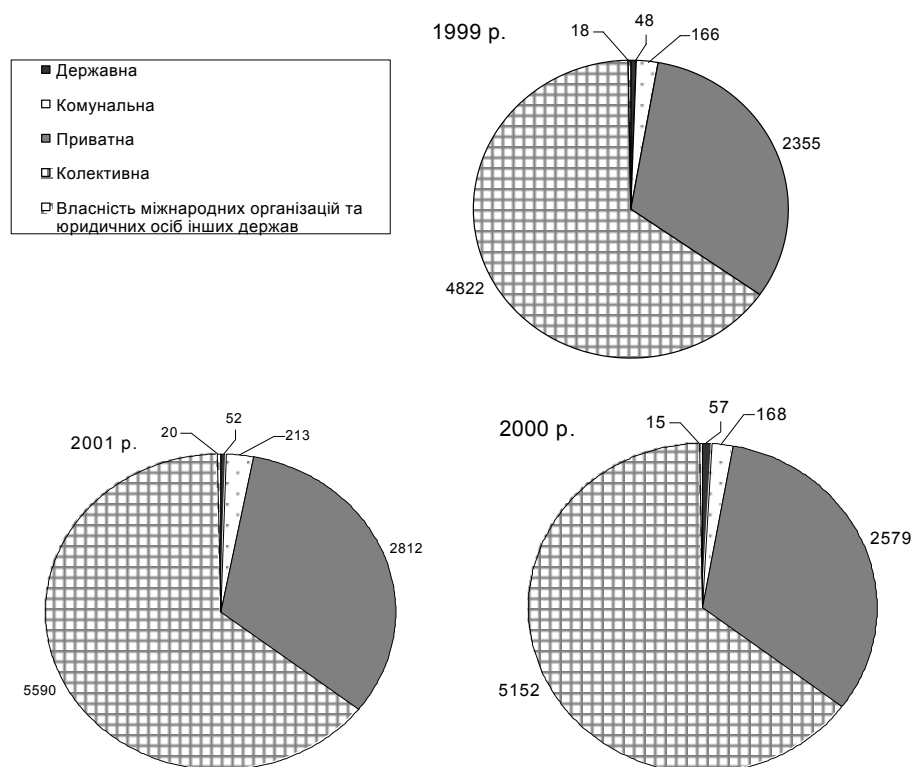 1999 р.
18
48
166
2355
4822
Державна
Комунальна
Приватна
Колективна
Власність міжнародних організацій та
юридичних осіб інших держав
2001 р.
20
52
213
2812
5590
2000 р.
15
57
168
2579
5152